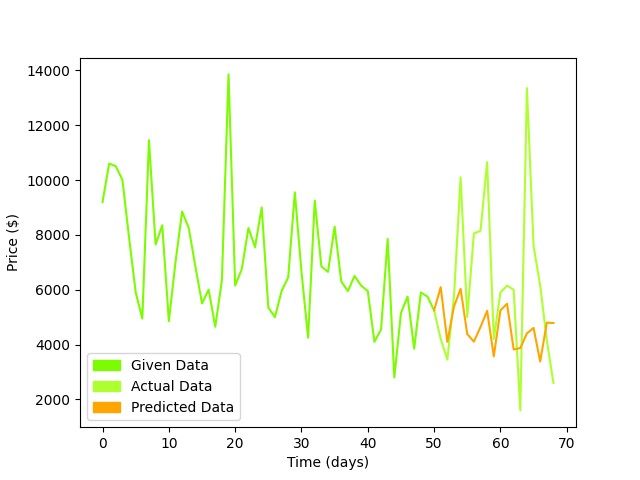 14000
12000
10000
8000
6000
4000
2000
Price ($)
Given Data
Actual Data
Predicted Data
0 10 20 30 40 50 60 70
Time (days)